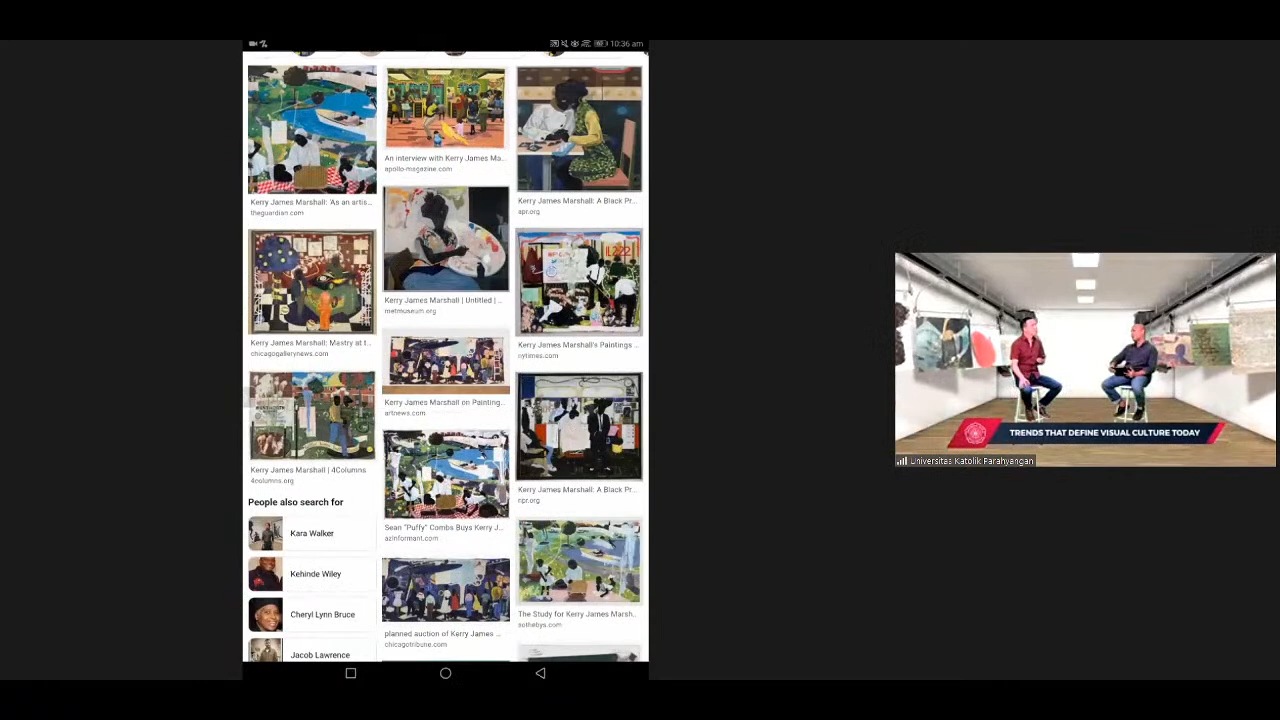 10:36 am
Kerry James Marshall: 'As an artis...
theguardian.com
An interview with Kerry James Ma...
apollo-magazine.com
Kerry James Marshall: A Black Pr...
apr.org
Kerry James Marshall: Mastry at t...
chicagogallerynews.com
Kerry James Marshall | Untitled | ...
metmuseum.org
Kerry James Marshall's Paintings ...
nytimes.com
Kerry James Marshall | 4Columns
4columns.org
Kerry James Marshall on Painting...
artnews.com
Kerry James Marshall: A Black Pr...
npr.org
Sean "Puffy" Combs Buys Kerry J...
azinformant.com
The Study for Kerry James Marsh...
sothebys.com
planned auction of Kerry James ...
chicagotribune.com
People also search for
Kara Walker
Kehinde Wiley
Cheryl Lynn Bruce
Jacob Lawrence
TRENDS THAT DEFINE VISUAL CULTURE TODAY
Universitas Katolik Parahyangan